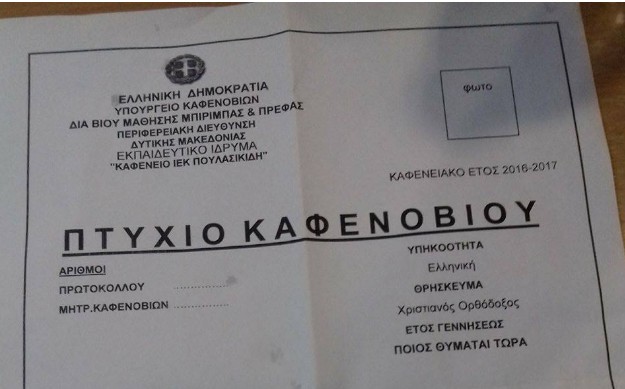 ΕΛΛΗΝΙΚΗ ΔΗΜΟΚΡΑΤΙΑ
ΥΠΟΥΡΓΕΙΟ ΚΑΦΕΝΟΒΙΩΝ
ΔΙΑ ΒΙΟΥ ΜΑΘΗΣΗΣ ΜΠΙΡΙΜΠΑΣ & ΠΡΕΦΑΣ
ΠΕΡΙΦΕΡΕΙΑΚΗ ΔΙΕΥΘΥΝΣΗ
ΔΥΤΙΚΗΣ ΜΑΚΕΔΟΝΙΑΣ
ΕΚΠΑΙΔΕΥΤΙΚΟ ΙΔΡΥΜΑ
"ΚΑΦΕΝΕΙΟ ΙΕΚ ΠΟΥΛΑΣΙΚΙΔΗ"
φωτο
ΚΑΦΕΝΕΙΑΚΟ ΕΤΟΣ 2016-2017
ΠΤΥΧΙΟ ΚΑΦΕΝΟΒΙΟΥ
ΑΡΙΘΜΟΙ
ΠΡΩΤΟΚΟΛΛΟΥ ................
ΜΗΤΡ.ΚΑΦΕΝΟΒΙΩΝ ................
ΥΠΗΚΟΟΤΗΤΑ
Ελληνική
ΘΡΗΣΚΕΥΜΑ
Χριστιανός Ορθόδοξος
ΕΤΟΣ ΓΕΝΝΗΣΕΩΣ
ΠΟΙΟΣ ΘΥΜΑΤΑΙ ΤΩΡΑ